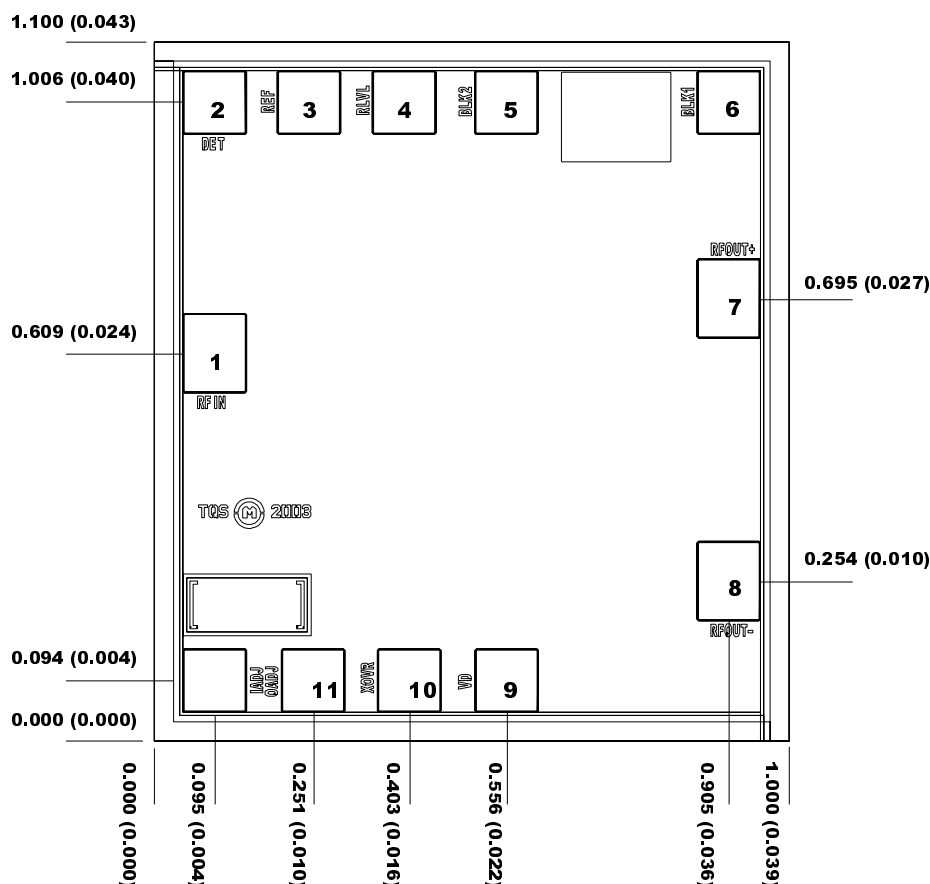 1.100 (0.043)
1.006 (0.040)
2
3
4
5
6
REF
RLVL
BLK2
BLK1
DET
RFOUT+
0.695 (0.027)
7
0.609 (0.024)
1
RF IN
TQS M 2003
0.254 (0.010)
8
RFOUT-
0.094 (0.004)
IADJ
OADJ
11
XOVR
10
VD
9
0.000 (0.000)
0.000 (0.000)
0.095 (0.004)
0.251 (0.010)
0.403 (0.016)
0.556 (0.022)
0.905 (0.036)
1.000 (0.039)